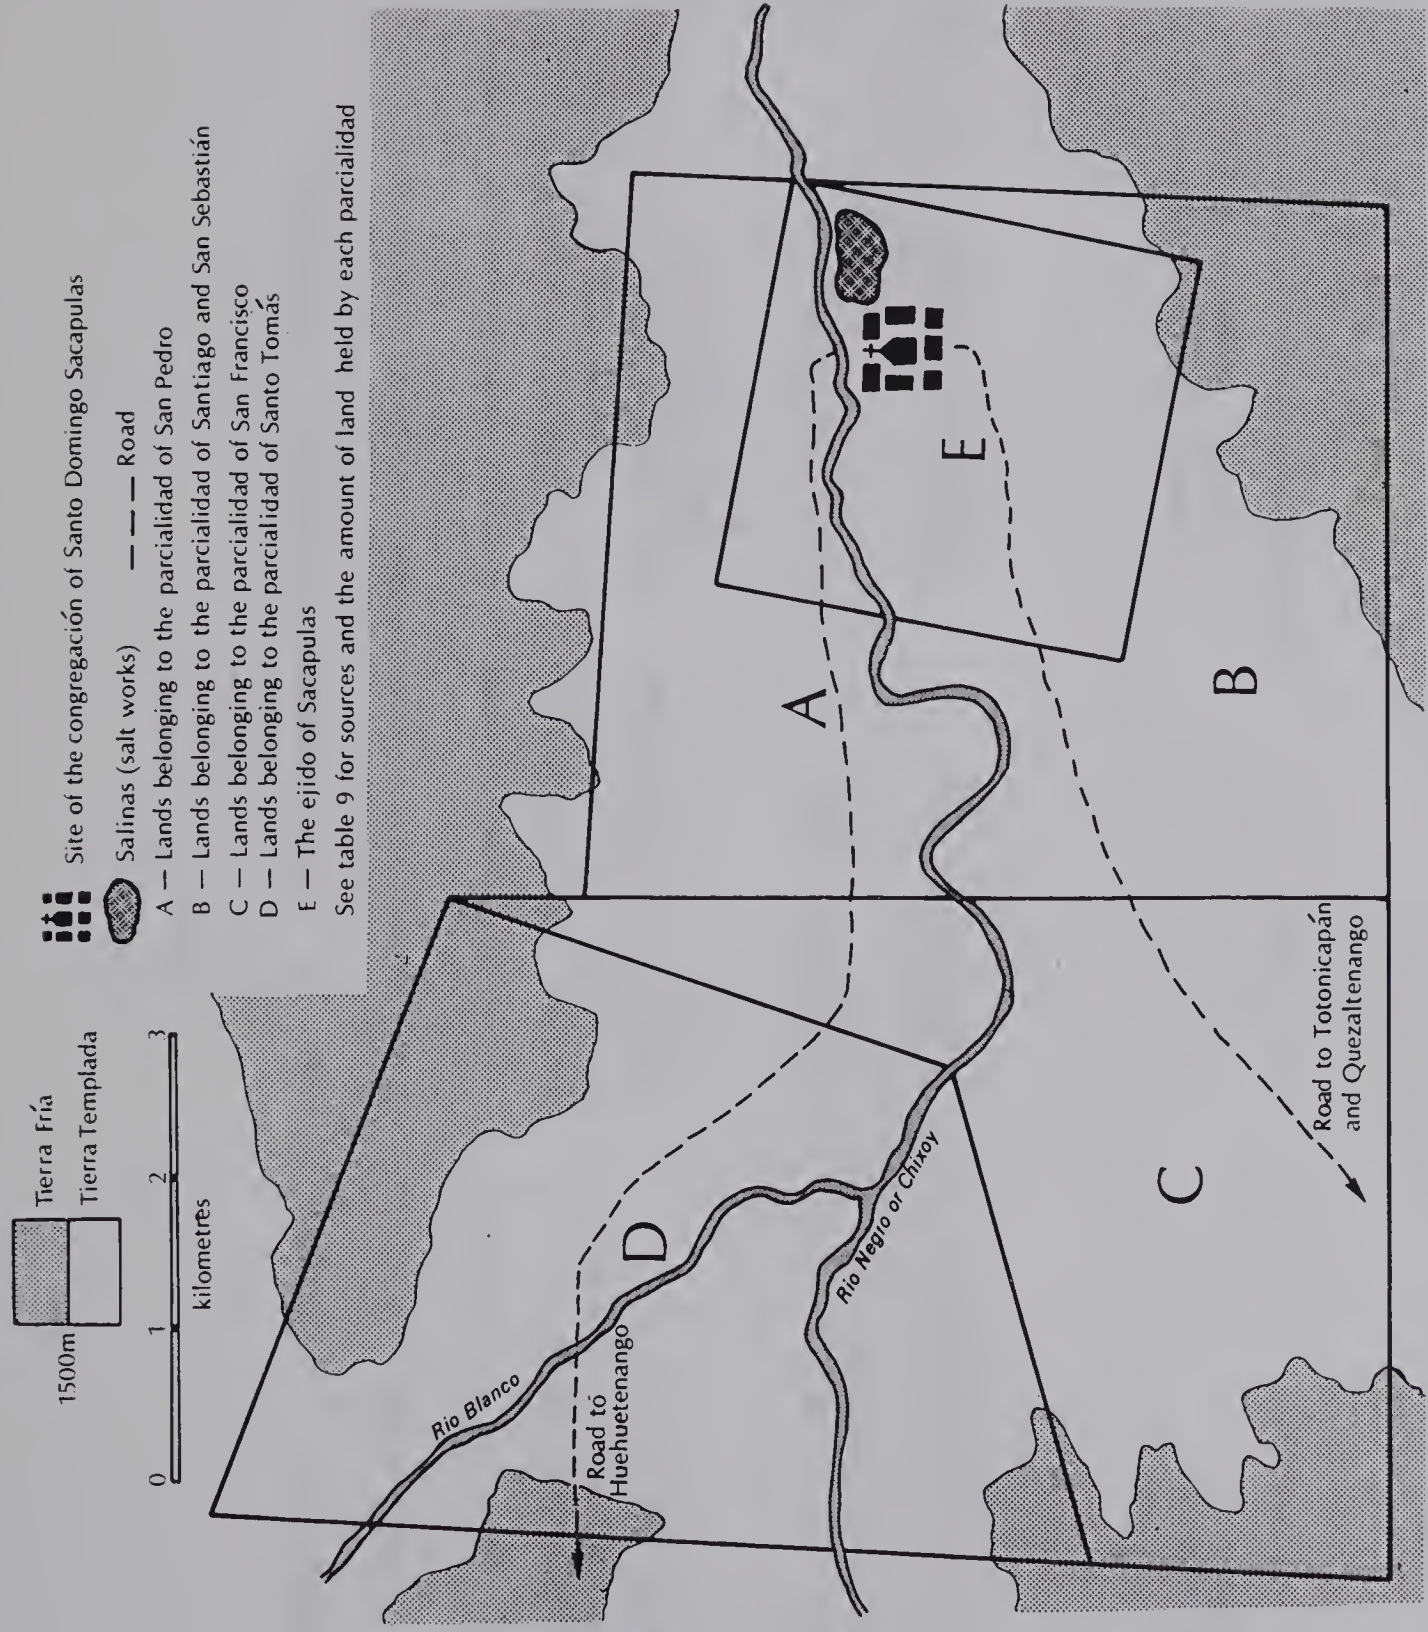 Tierra Fría
1500m
Tierra Templada
0 1 2 3
kilometres
Site of the congregación of Santo Domingo Sacapulas
Salinas (salt works) — — — Road
A — Lands belonging to the parcialidad of San Pedro
B — Lands belonging to the parcialidad of Santiago and San Sebastián
C — Lands belonging to the parcialidad of San Francisco
D — Lands belonging to the parcialidad of Santo Tomás
E — The ejido of Sacapulas
See table 9 for sources and the amount of land held by each parcialidad
Rio Blanco
Road to
Huehuetenango
D
Rio Negro or Chixoy
A
E
B
C
Road to Totonicapán
and Quezaltenango